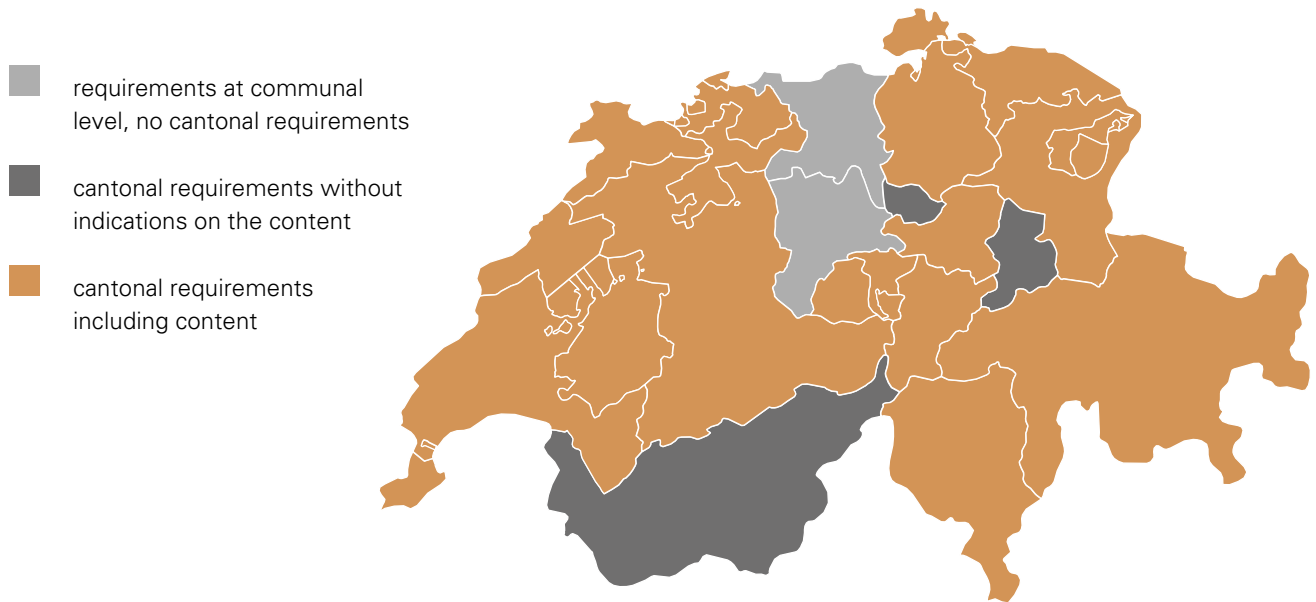 requirements at communal
level, no cantonal requirements
cantonal requirements without
indications on the content
cantonal requirements
including content